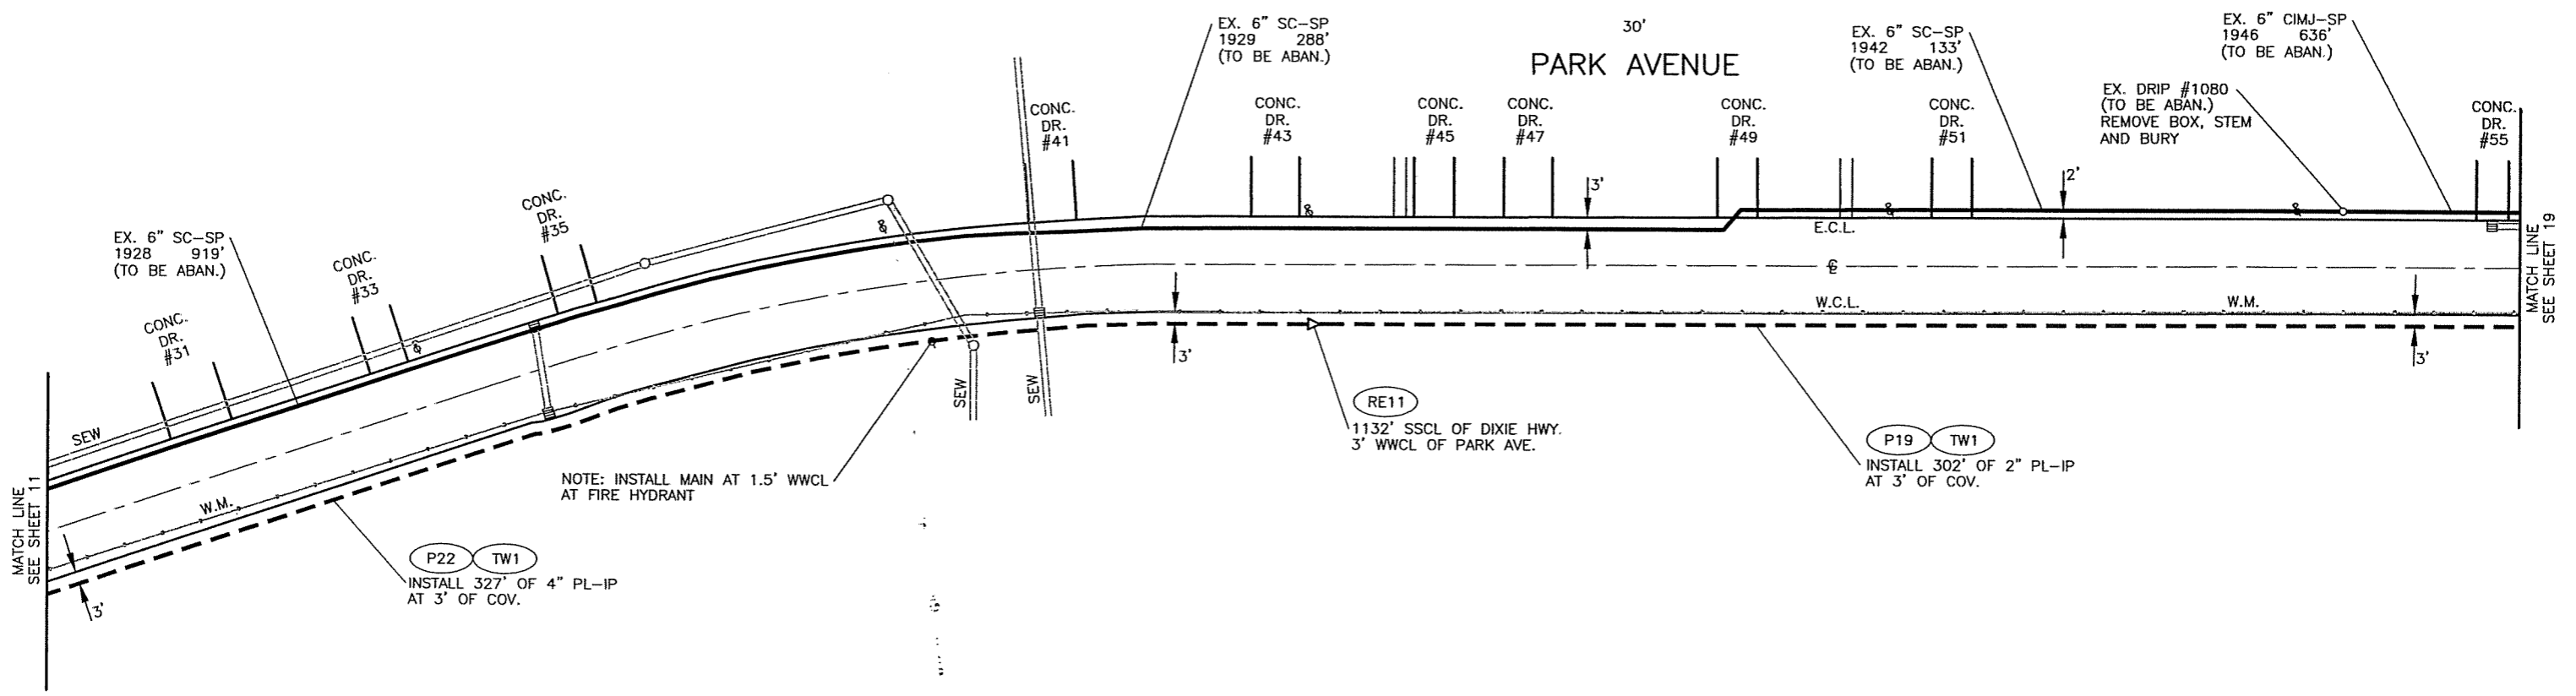 EX. 6" SC-SP
1929 288'
(TO BE ABAN.)
30'
PARK AVENUE
EX. 6" SC-SP
1942 133'
(TO BE ABAN.)
EX. 6" CIMJ-SP
1946 636'
(TO BE ABAN.)
EX. DRIP #1080
(TO BE ABAN.)
REMOVE BOX, STEM
AND BURY
CONC.
DR.
#41
CONC.
DR.
#43
CONC.
DR.
#45
CONC.
DR.
#47
CONC.
DR.
#49
CONC.
DR.
#51
CONC.
DR.
#55
3'
2'
E.C.L.
CONC.
DR.
#35
EX. 6" SC-SP
1928 919'
(TO BE ABAN.)
CONC.
DR.
#33
CONC.
DR.
#31
SEW
W.C.L.
W.M.
MATCH LINE
SEE SHEET 19
3'
3'
SEW
SEW
RE11
1132' SSCL OF DIXIE HWY.
3' WWCL OF PARK AVE.
P19 TW1
INSTALL 302' OF 2" PL-IP
AT 3' OF COV.
NOTE: INSTALL MAIN AT 1.5' WWCL
AT FIRE HYDRANT
W.M.
MATCH LINE
SEE SHEET 11
P22 TW1
INSTALL 327' OF 4" PL-IP
AT 3' OF COV.
3'